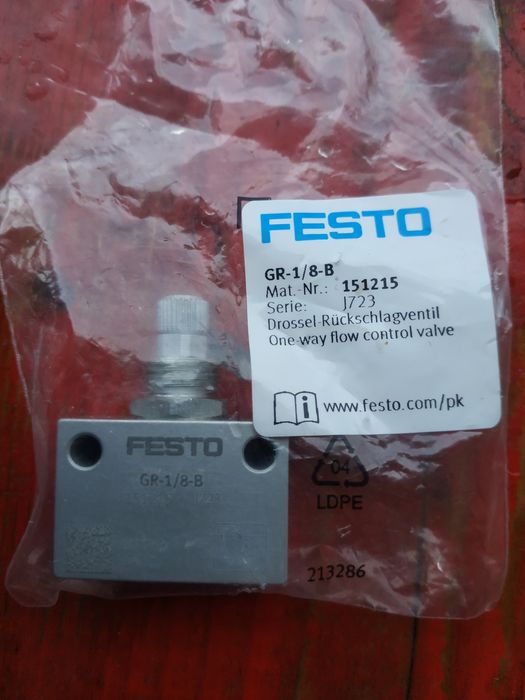 FESTO
GR-1/8-B
Mat.-Nr.: 151215
Serie: J723
Drossel-Rückschlagventil
One-way flow control valve
www.festo.com/pk
FESTO
GR-1/8-B
04
LDPE
213286